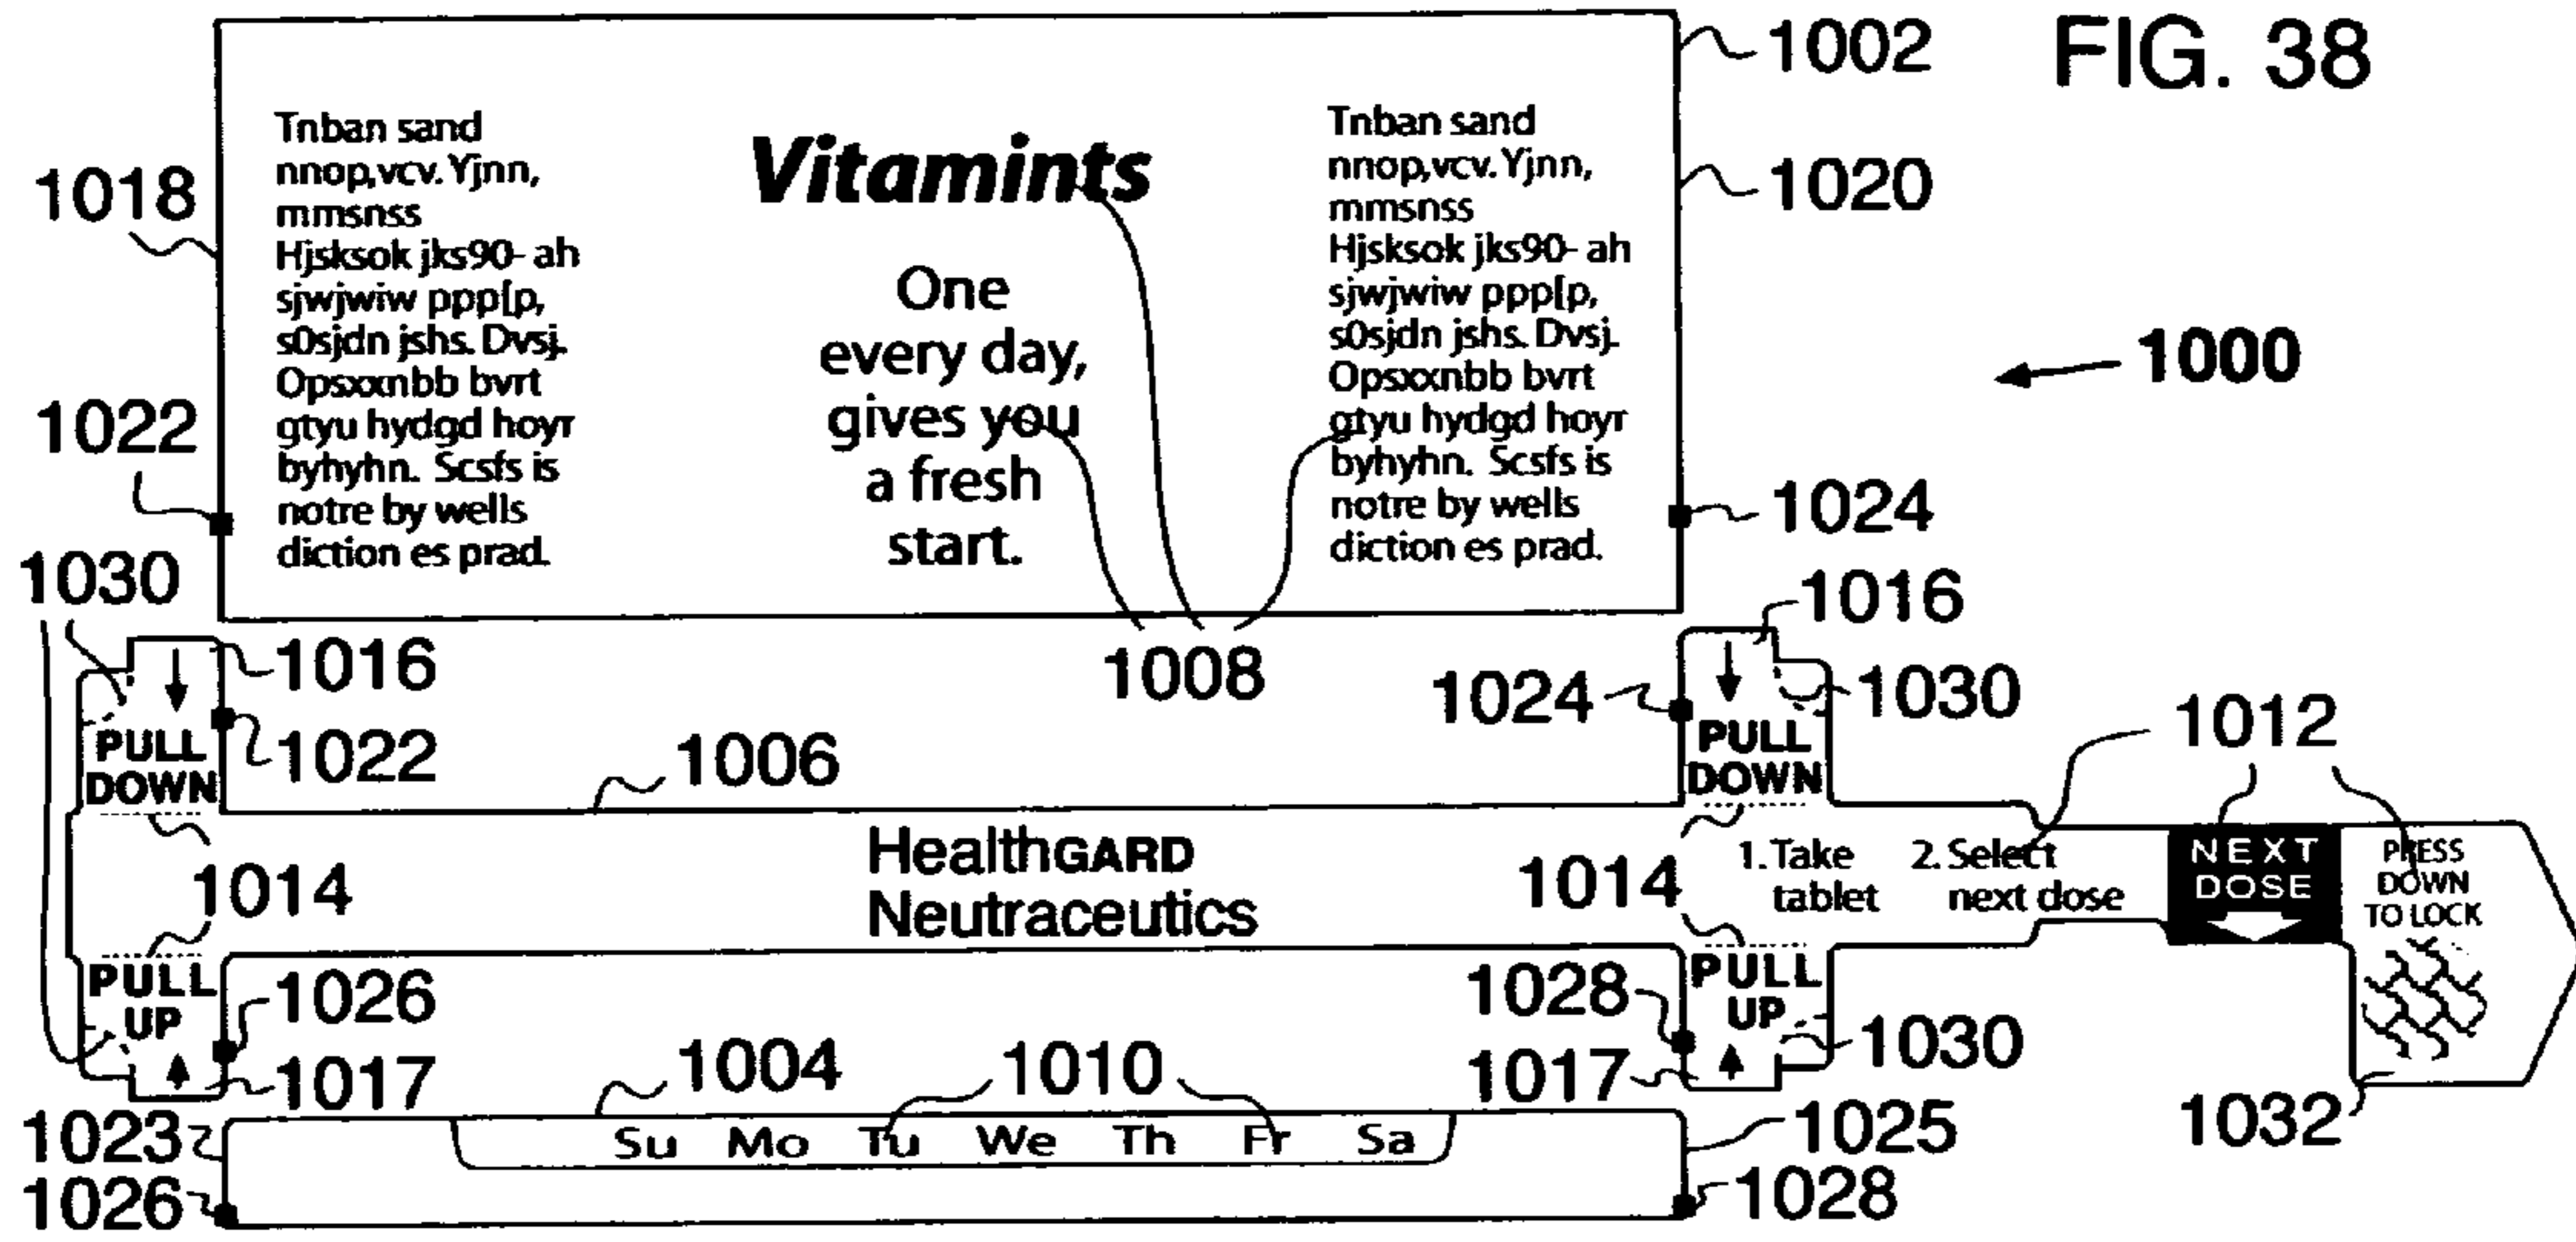 FIG. 38
1002
1018
1020
Tnban sand
nnop,vcv. Yjnn,
mmsnss
Hjsksok jks90- ah
sjwjwiw ppp[p,
s0sjdn jshs. Dvsj.
Opsxxnbb bvrt
gtyu hydgd hoyr
byhyhn. Scsfs is
notre by wells
diction es prad.
Vitamints
One
every day,
gives you
a fresh
start.
Tnban sand
nnop,vcv. Yjnn,
mmsnss
Hjsksok jks90- ah
sjwjwiw ppp[p,
s0sjdn jshs. Dvsj.
Opsxxnbb bvrt
gtyu hydgd hoyr
byhyhn. Scsfs is
notre by wells
diction es prad.
1000
1022
1024
1030
1016
1016
1008
1024
1030
1012
PULL
DOWN
1022
1006
PULL
DOWN
1014
HealthGARD
Neutraceutics
1014
1. Take
tablet
2. Select
next dose
NEXT
DOSE
PRESS
DOWN
TO LOCK
PULL
UP
1026
1028
PULL
UP
1030
1017
1004
1010
1017
1032
1023
Su Mo Tu We Th Fr Sa
1025
1026
1028